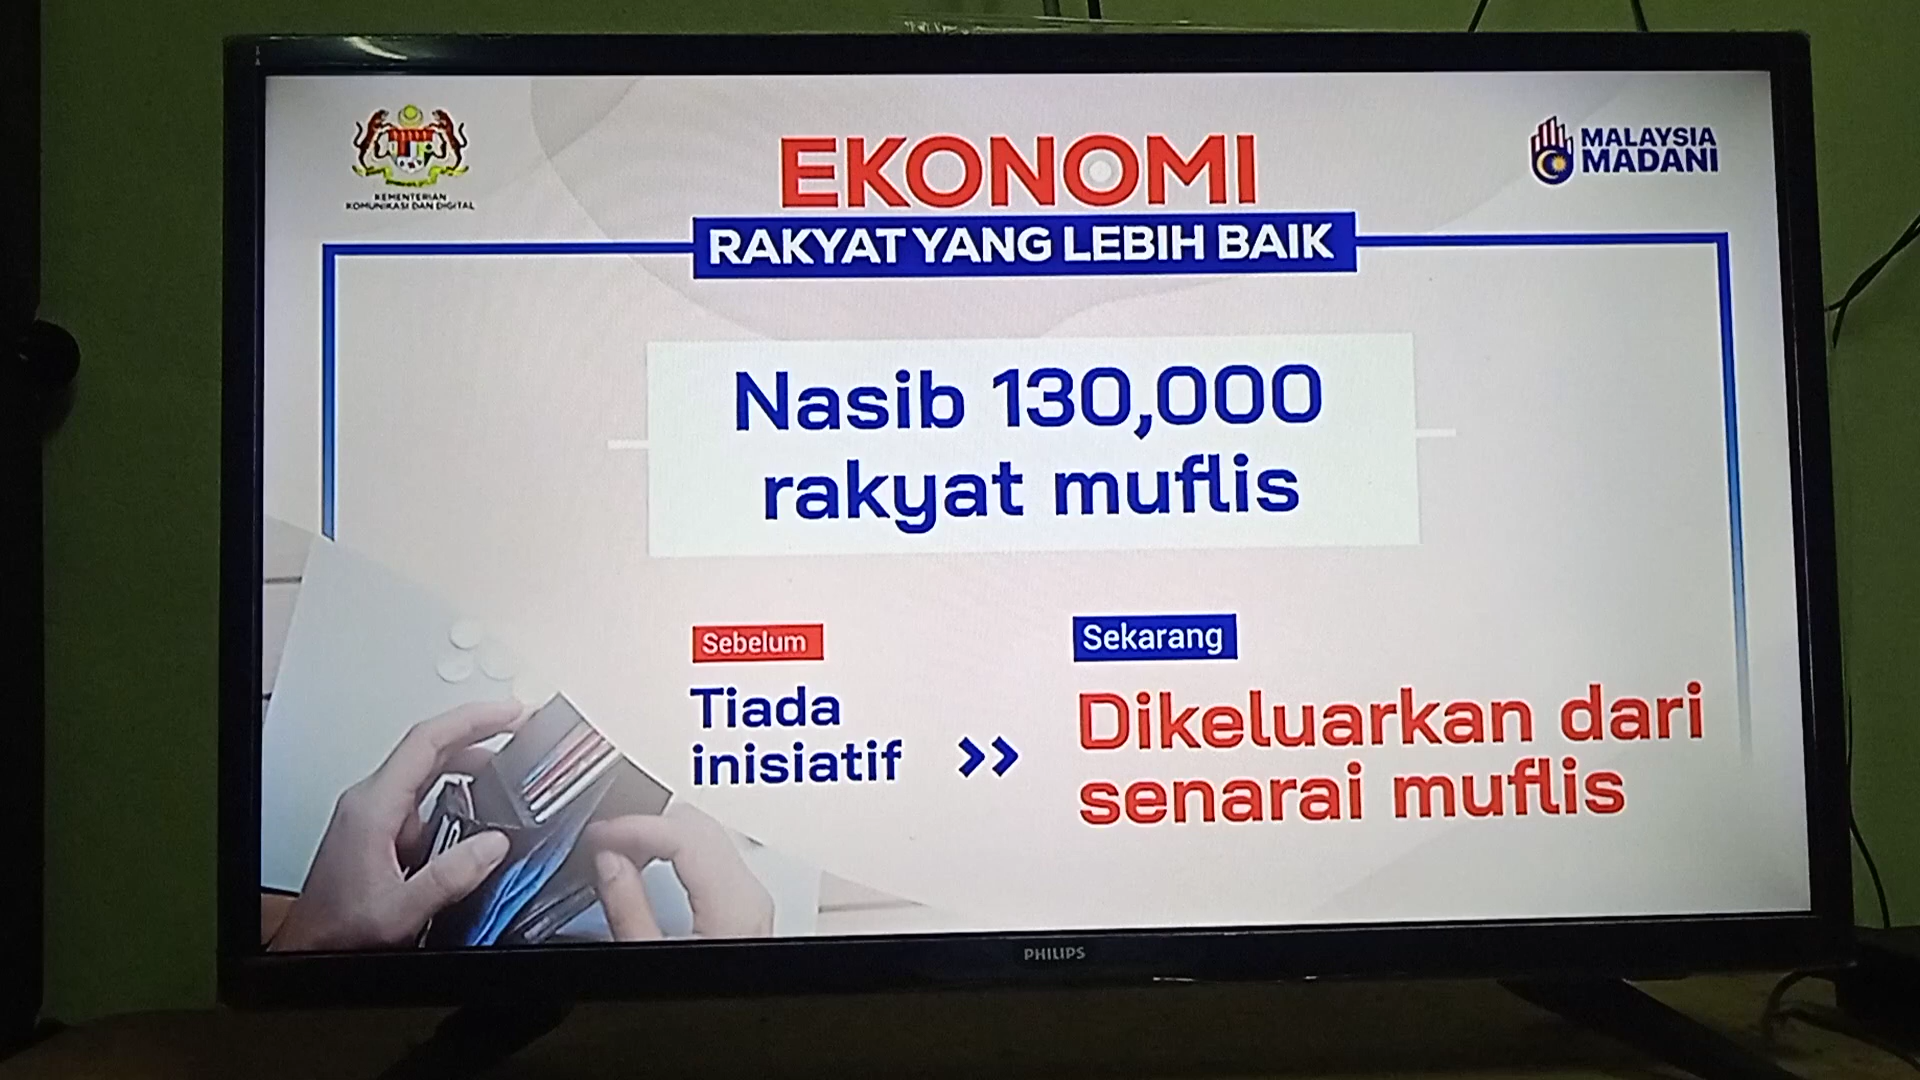 KEMENTERIAN
KOMUNIKASI DAN DIGITAL
EKONOMI
RAKYAT YANG LEBIH BAIK
MALAYSIA
MADANI
Nasib 130,000
rakyat muflis
Sebelum
Tiada
inisiatif
>>
Sekarang
Dikeluarkan dari
senarai muflis
PHILIPS